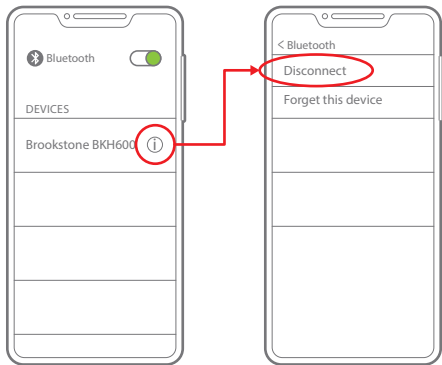 Bluetooth
DEVICES
Brookstone BKH600
< Bluetooth
Disconnect
Forget this device